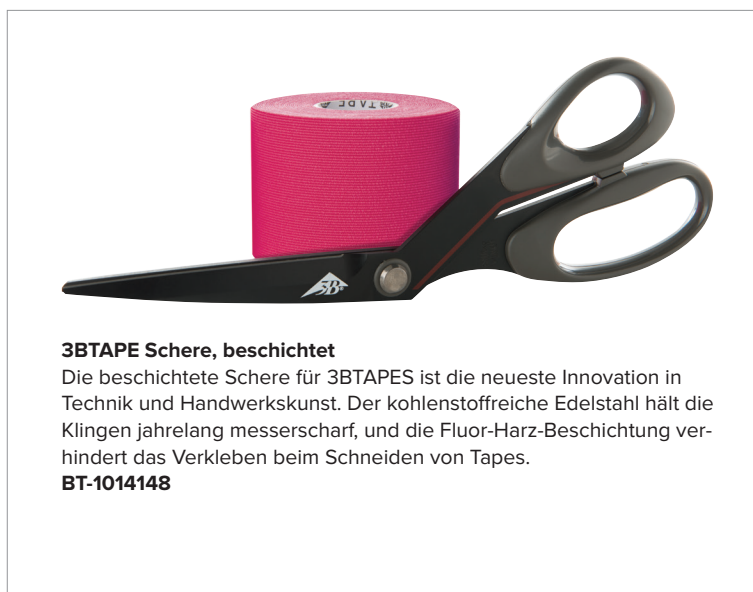 TAPE
3B
3BTAPE Schere, beschichtet
Die beschichtete Schere für 3BTAPES ist die neueste Innovation in
Technik und Handwerkskunst. Der kohlenstoffreiche Edelstahl hält die
Klingen jahrelang messerscharf, und die Fluor-Harz-Beschichtung ver-
hindert das Verkleben beim Schneiden von Tapes.
BT-1014148